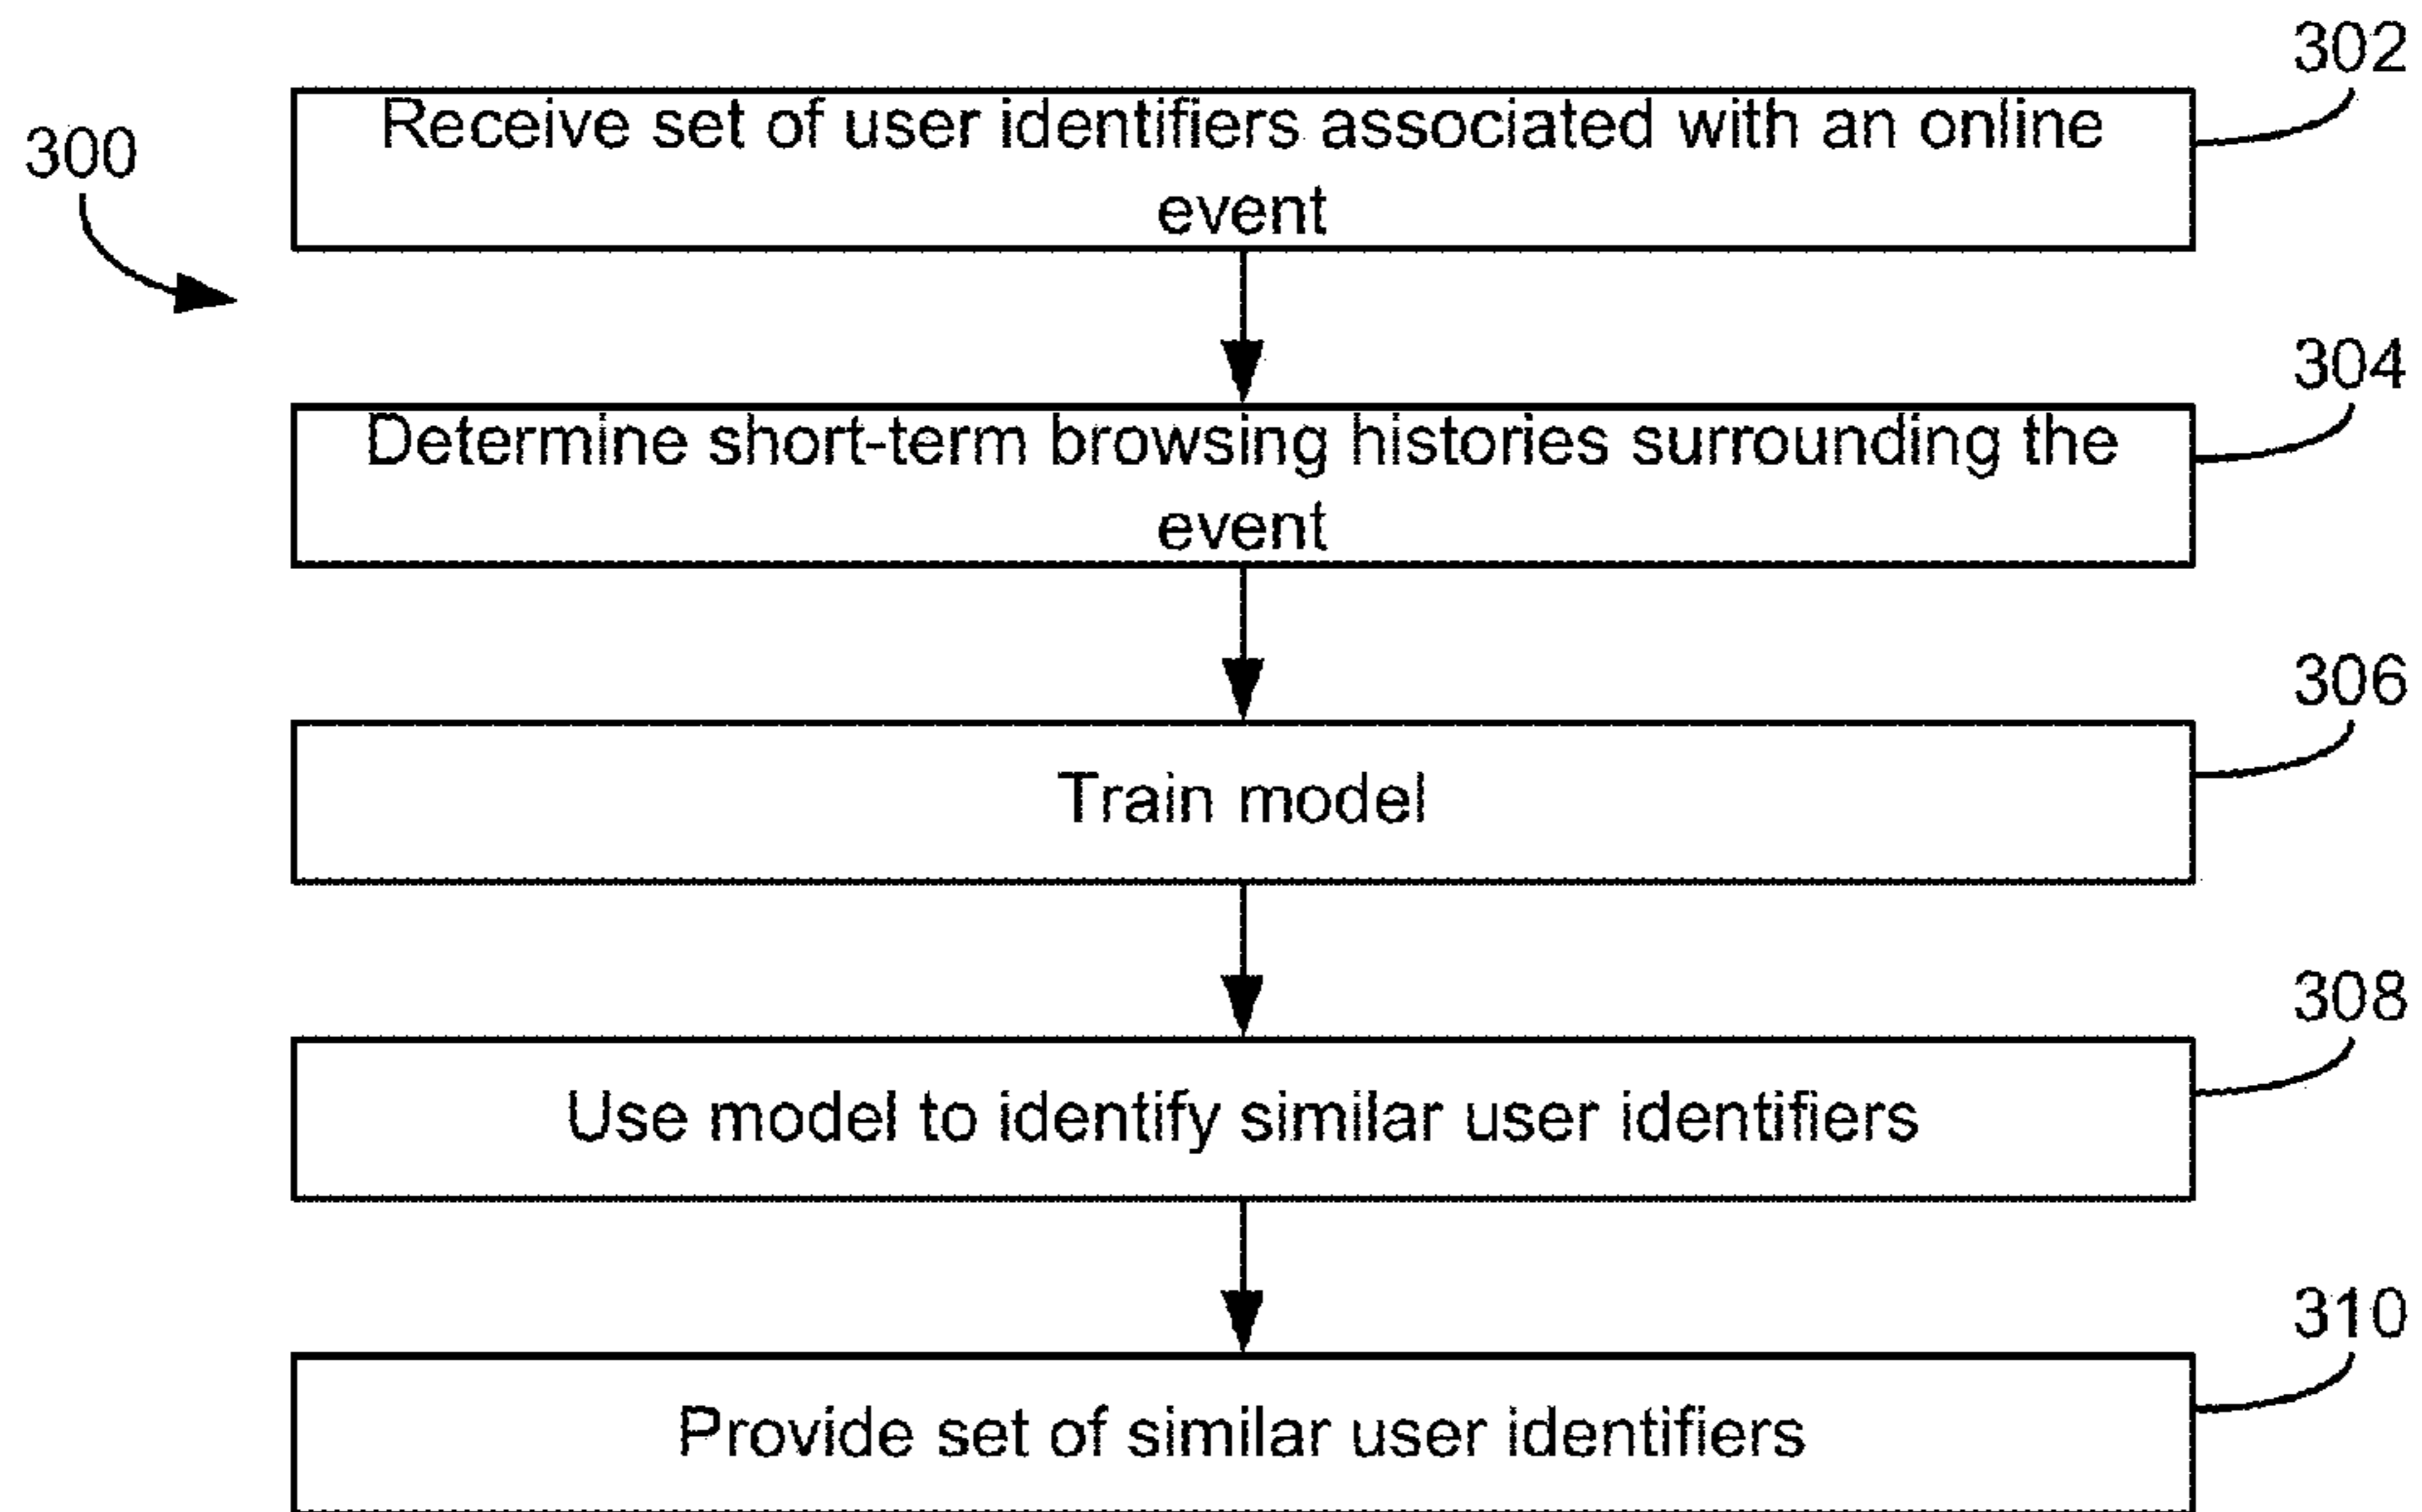 302
Receive set of user identifiers associated with an online
event
300
304
Determine short-term browsing histories surrounding the
event
306
Train model
308
Use model to identify similar user identifiers
310
Provide set of similar user identifiers